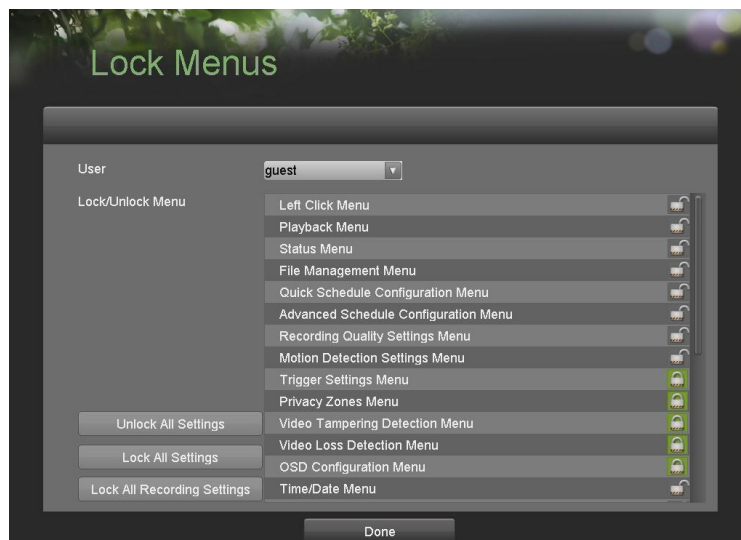 Lock Menus
User
guest
Lock/Unlock Menu
Left Click Menu
Playback Menu
Status Menu
File Management Menu
Quick Schedule Configuration Menu
Advanced Schedule Configuration Menu
Recording Quality Settings Menu
Motion Detection Settings Menu
Trigger Settings Menu
Privacy Zones Menu
Video Tampering Detection Menu
Video Loss Detection Menu
OSD Configuration Menu
Time/Date Menu
Unlock All Settings
Lock All Settings
Lock All Recording Settings
Done